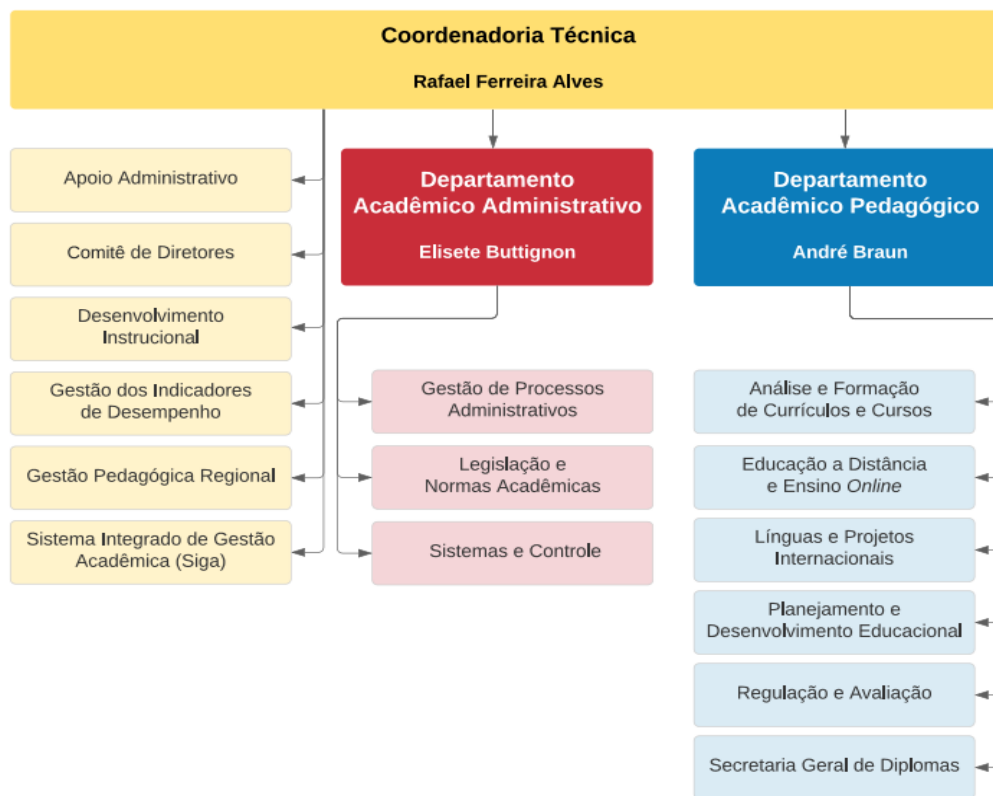 Coordenadoria Técnica
Rafael Ferreira Alves
Apoio Administrativo
Comitê de Diretores
Desenvolvimento
Instrucional
Gestão dos Indicadores
de Desempenho
Gestão Pedagógica Regional
Sistema Integrado de Gestão
Acadêmica (Siga)
Departamento
Acadêmico Administrativo
Elisete Buttignon
Gestão de Processos
Administrativos
Legislação e
Normas Acadêmicas
Sistemas e Controle
Departamento
Acadêmico Pedagógico
André Braun
Análise e Formação
de Currículos e Cursos
Educação a Distância
e Ensino Online
Línguas e Projetos
Internacionais
Planejamento e
Desenvolvimento Educacional
Regulação e Avaliação
Secretaria Geral de Diplomas